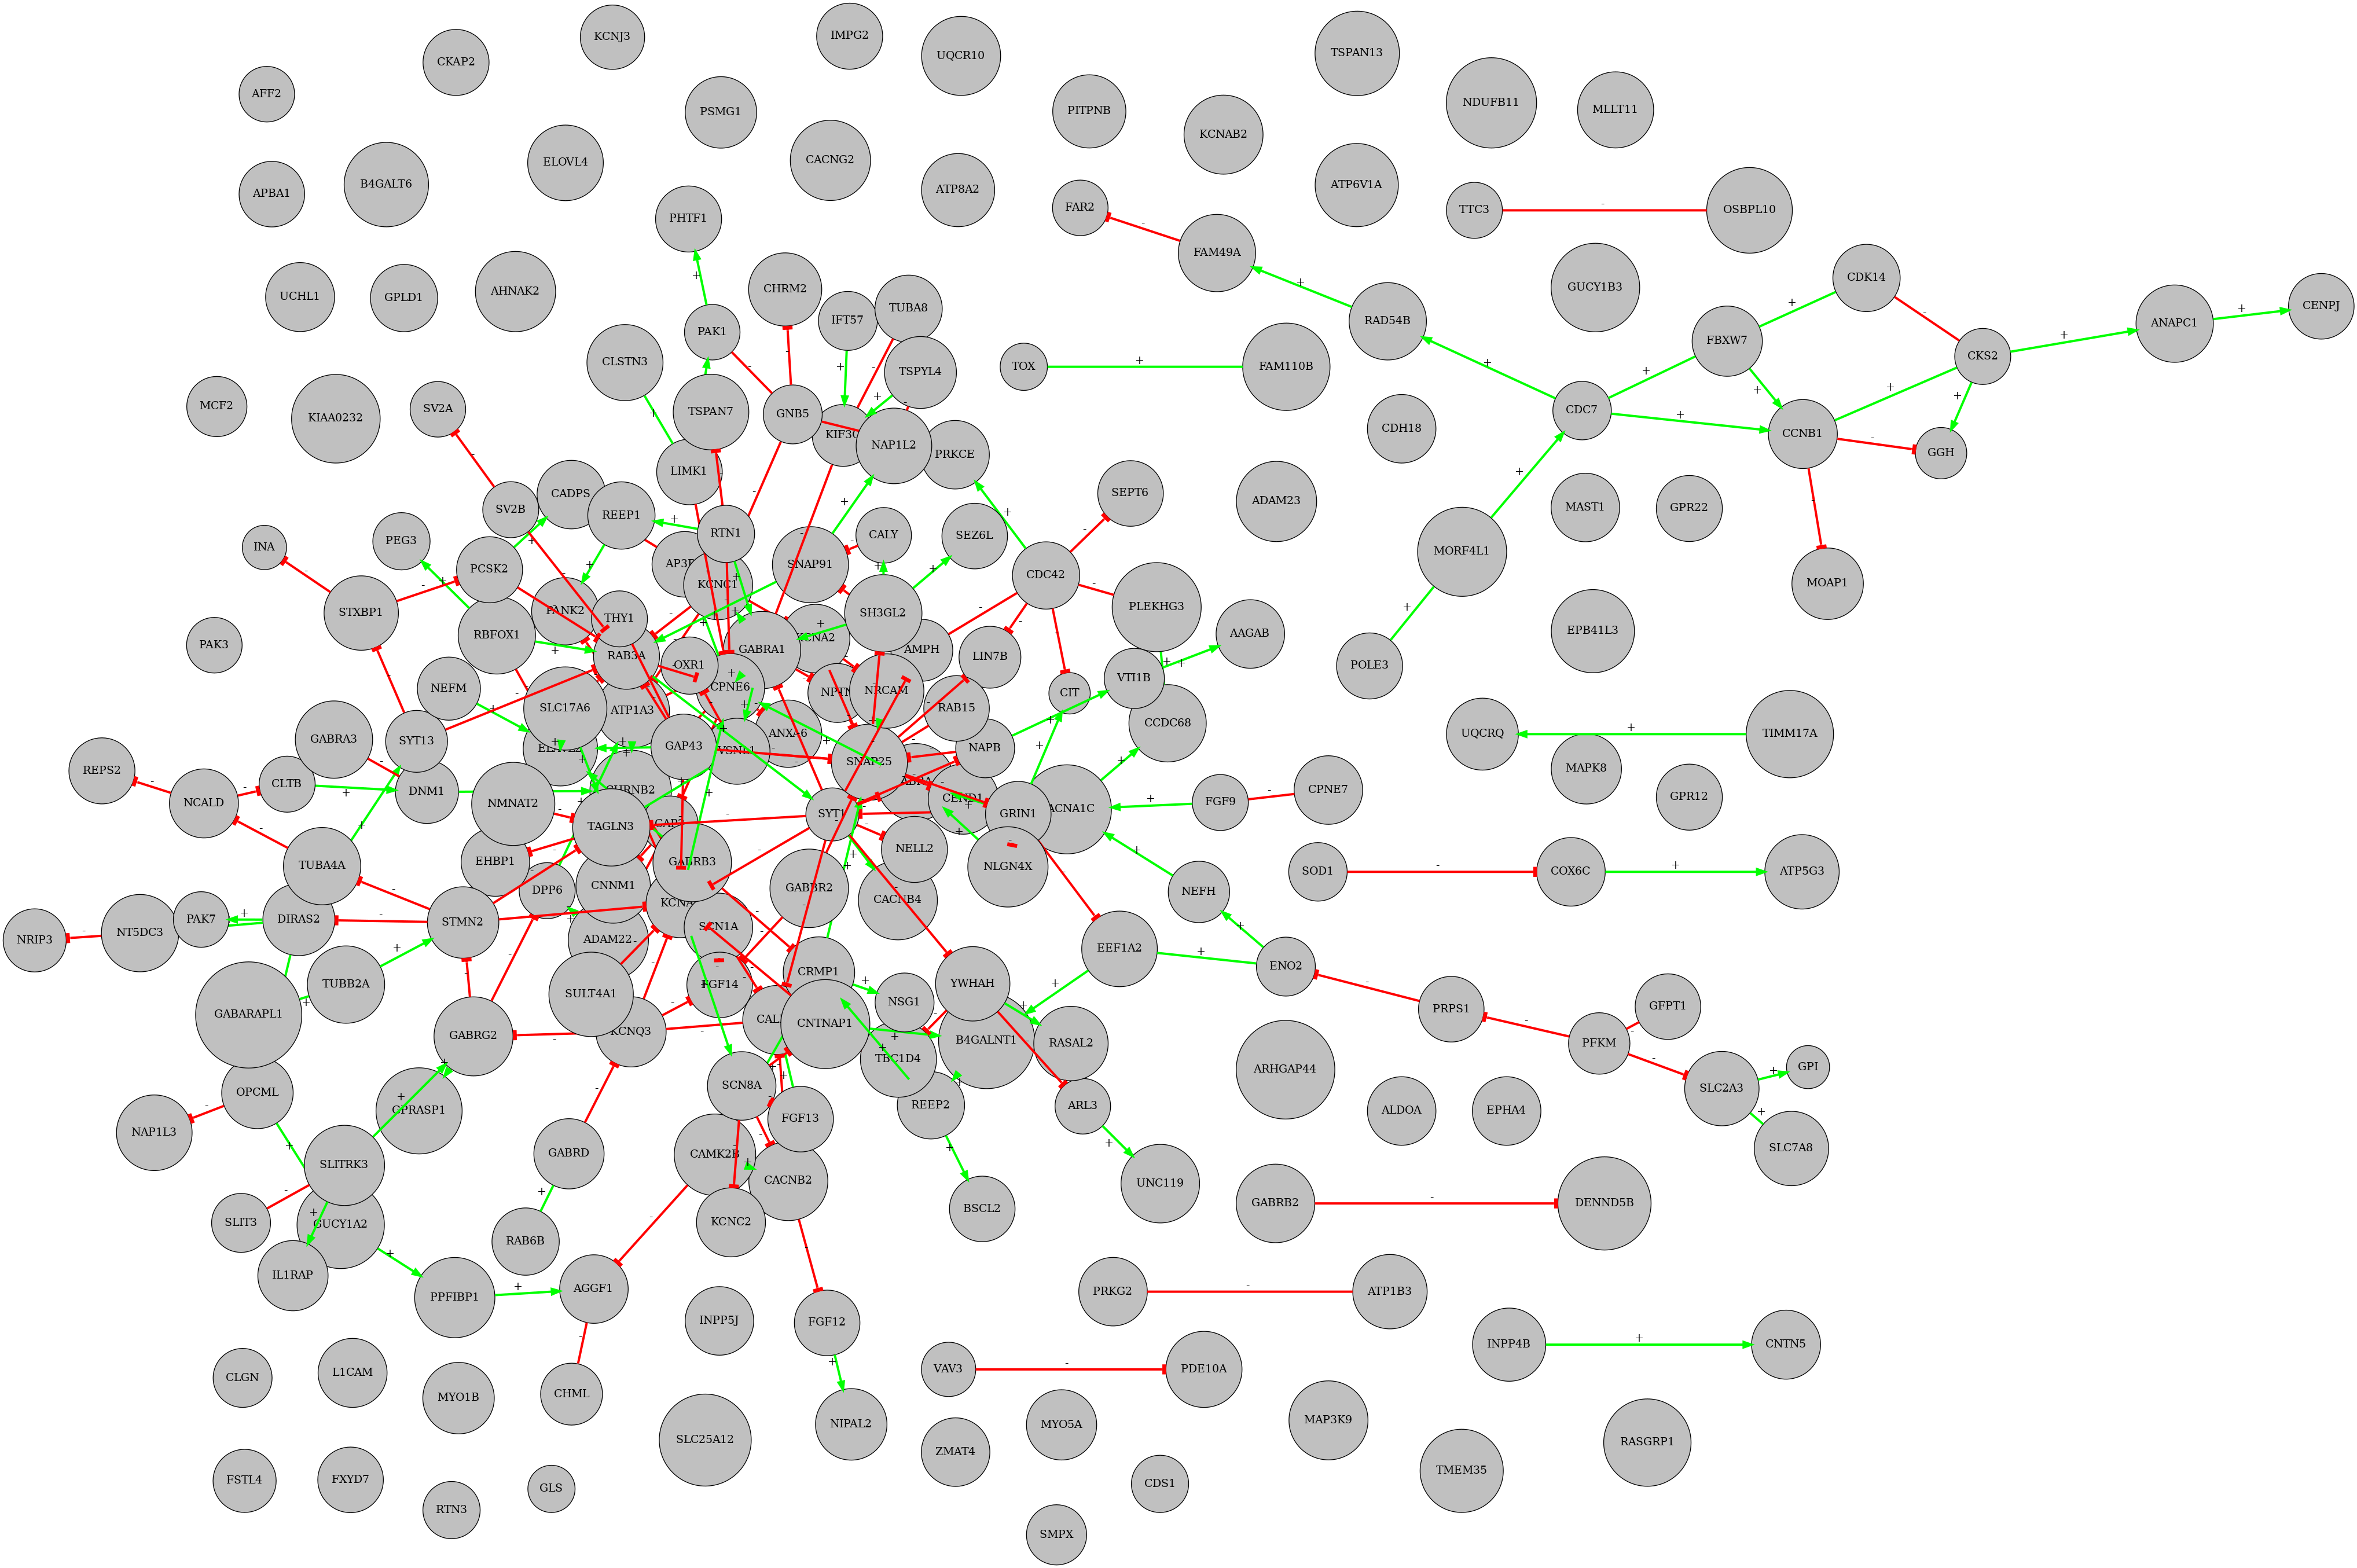 KCNJ3
IMPG2
CKAP2
UQCR10
TSPAN13
AFF2
PSMG1
PITPNB
NDUFB11
MLLT11
KCNAB2
ELOVL4
CACNG2
B4GALT6
APBA1
ATP8A2
ATP6V1A
FAR2
TTC3
OSBPL10
PHTF1
FAM49A
UCHL1
GPLD1
AHNAK2
CHRM2
IFT57
TUBA8
GUCY1B3
CDK14
CENPJ
RAD54B
ANAPC1
PAK1
FBXW7
CKS2
CLSTN3
TSPYL4
TOX
FAM110B
MCF2
KIAA0232
SV2A
TSPAN7
GNB5
CDC7
CDH18
CCNB1
NAP1L2
PRKCE
GGH
LIMK1
CADPS
SEPT6
ADAM23
MAST1
GPR22
SV2B
REEP1
RTN1
CALY
SEZ6L
INA
PEG3
MORF4L1
PCSK2
SNAP91
CDC42
KCNC1
MOAP1
STXBP1
SH3GL2
PLEKHG3
PANK2
THY1
RBFOX1
AAGAB
EPB41L3
PAK3
GABRA1
AMPH
LIN7B
RAB3A
OXR1
POLE3
VTI1B
NEFM
CPNE6
NRCAM
CIT
SLC17A6
ATP1A3
RAB15
CCDC68
UQCRQ
TIMM17A
GABRA3
SYT13
GAP43
ANXA6
NAPB
VSNL1
SNAP25
REPS2
CLTB
DNM1
MAPK8
NCALD
CHRNB2
CEND1
FGF9
CPNE7
GPR12
NMNAT2
TAGLN3
SYT1
GRIN1
CACNA1C
NELL2
EHBP1
GABRB3
TUBA4A
NLGN4X
SOD1
COX6C
ATP5G3
DPP6
CNNM1
GABBR2
NEFH
CACNB4
PAK7
DIRAS2
STMN2
SCN1A
NRIP3
NT5DC3
ADAM22
EEF1A2
ENO2
CRMP1
TUBB2A
SULT4A1
FGF14
YWHAH
NSG1
PRPS1
GFPT1
GABARAPL1
GABRG2
KCNQ3
CNTNAP1
B4GALNT1
RASAL2
PFKM
TBC1D4
ARHGAP44
GPI
SCN8A
SLC2A3
OPCML
GPRASP1
FGF13
REEP2
ARL3
ALDOA
EPHA4
NAP1L3
GABRD
CAMK2B
SLC7A8
SLITRK3
CACNB2
UNC119
GABRB2
DENND5B
SLIT3
GUCY1A2
KCNC2
BSCL2
RAB6B
IL1RAP
AGGF1
PPFIBP1
PRKG2
ATP1B3
INPP5J
FGF12
INPP4B
CNTN5
CLGN
L1CAM
VAV3
PDE10A
MYO1B
CHML
NIPAL2
MYO5A
MAP3K9
SLC25A12
ZMAT4
RASGRP1
TMEM35
FSTL4
FXYD7
GLS
CDS1
RTN3
SMPX